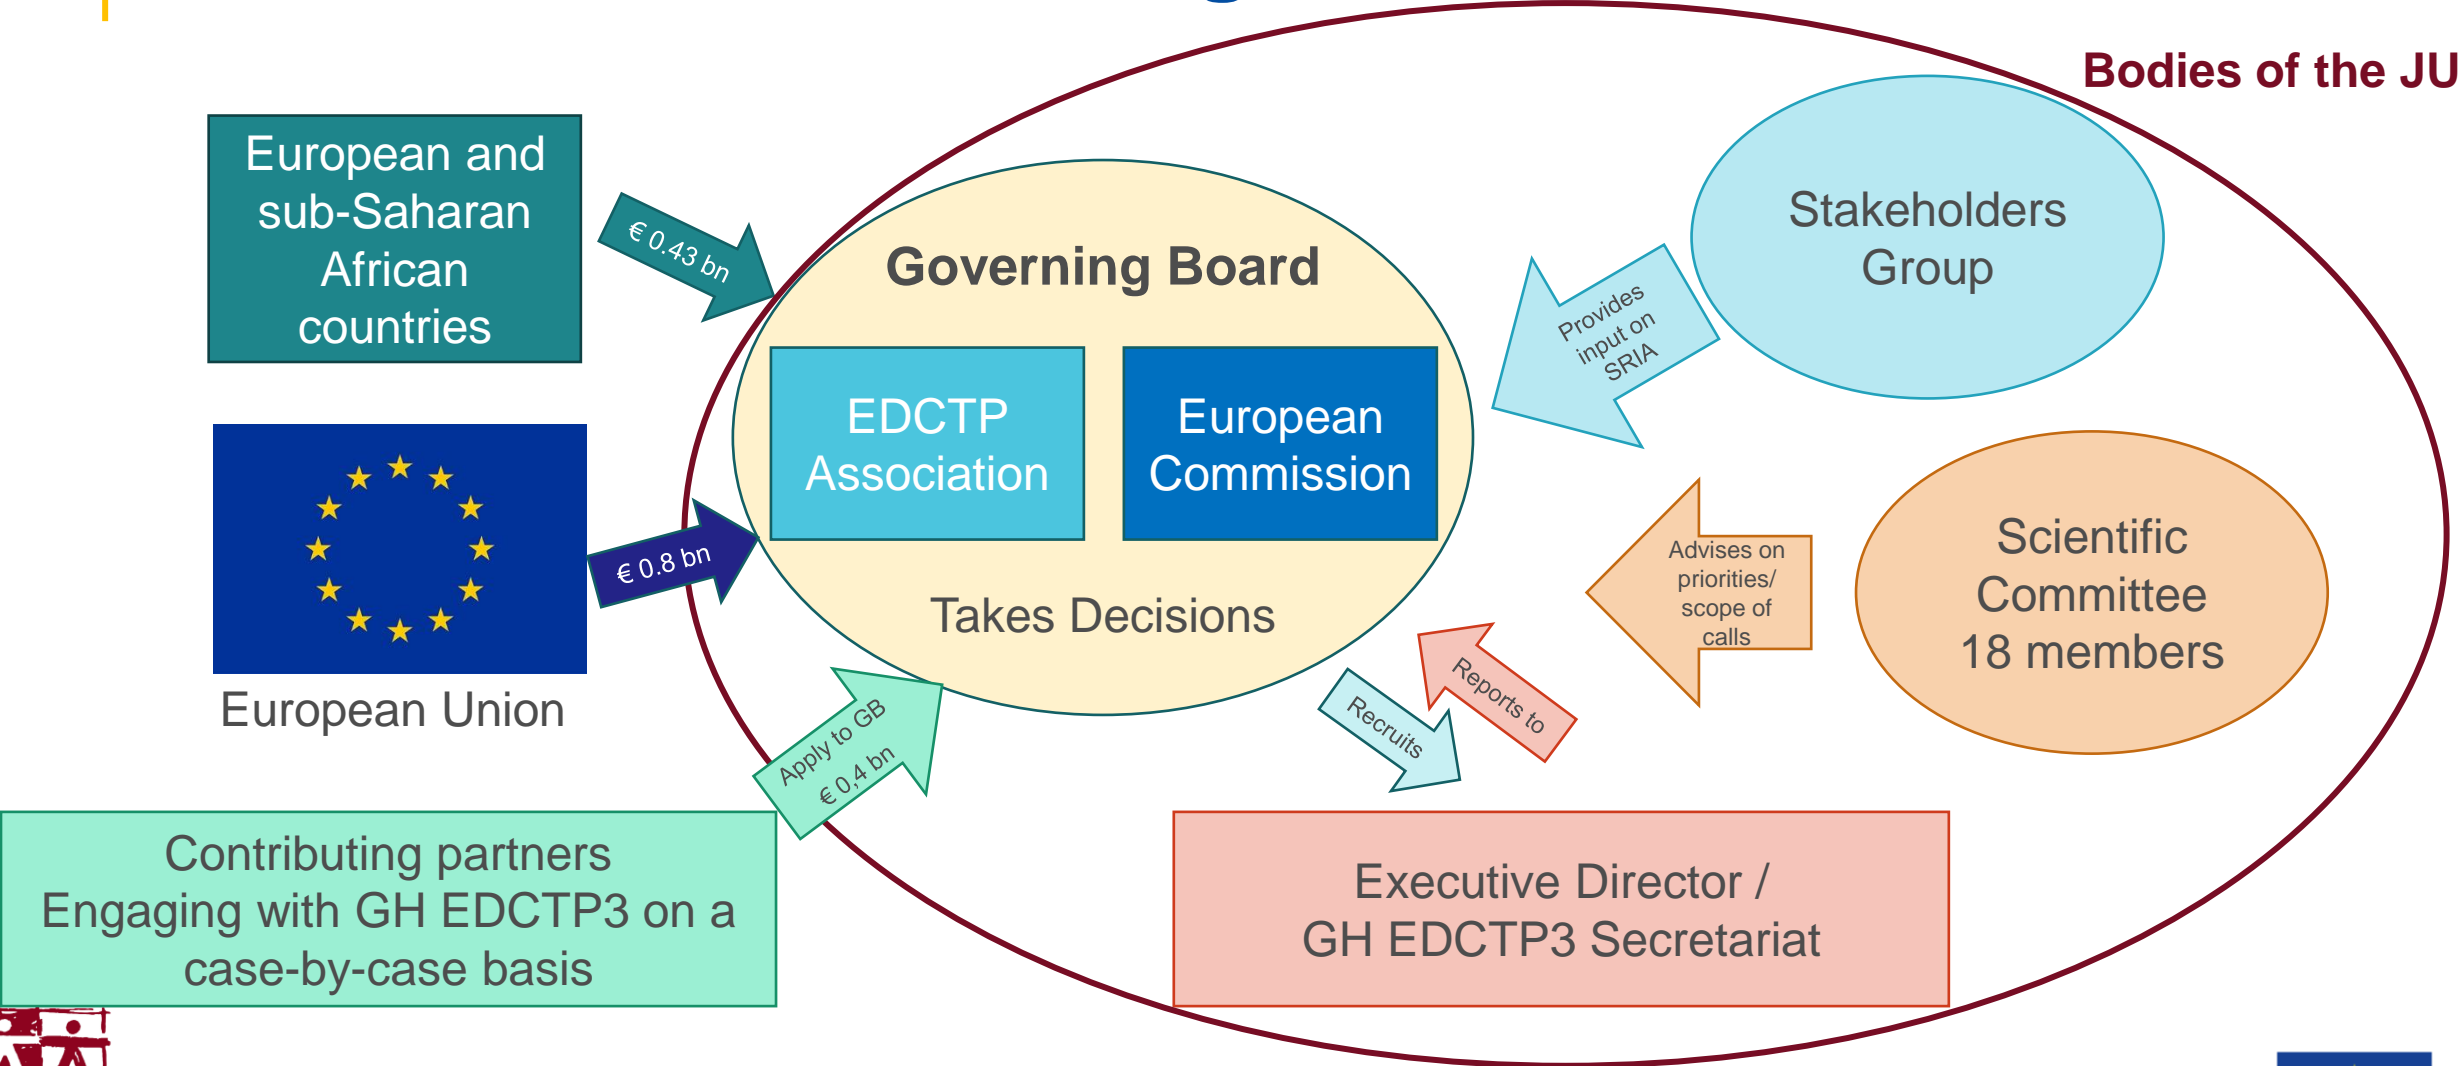 Bodies of the JU
European and
sub-Saharan
African
countries
€ 0.43 bn
Governing Board
EDCTP
Association
European
Commission
Takes Decisions
Stakeholders
Group
Provides
input on
SRIA
Scientific
Committee
18 members
Advises on
priorities/
scope of
calls
€ 0.8 bn
European Union
Apply to GB
€ 0,4 bn
Recruits
Reports to
Contributing partners
Engaging with GH EDCTP3 on a
case-by-case basis
Executive Director /
GH EDCTP3 Secretariat